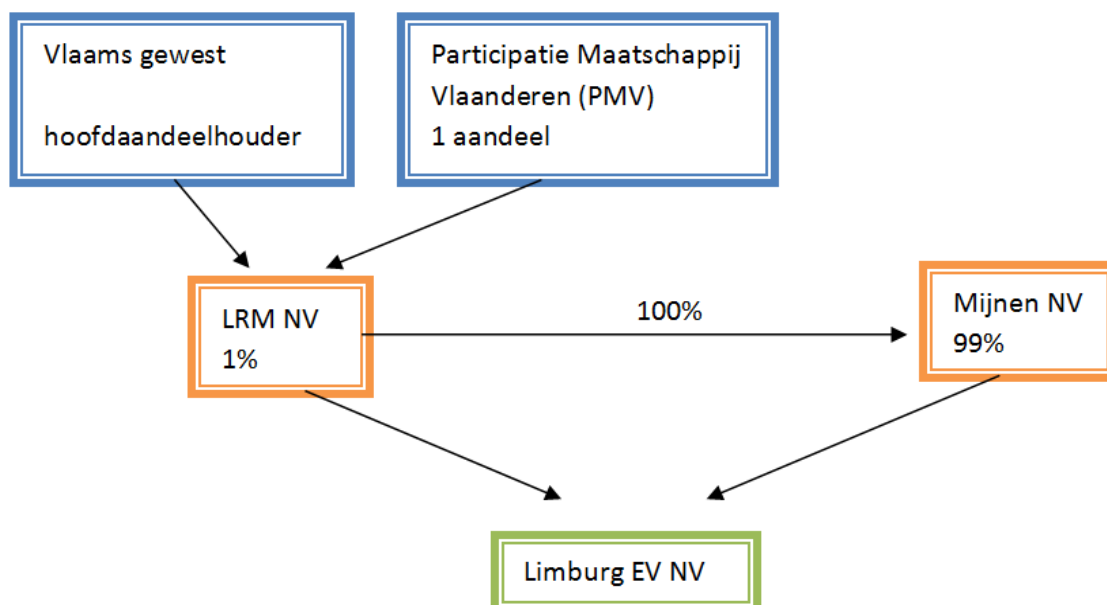 Vlaams gewest
hoofdaandeelhouder
Participatie Maatschappij
Vlaanderen (PMV)
1 aandeel
LRM NV
1%
100%
Mijnen NV
99%
Limburg EV NV